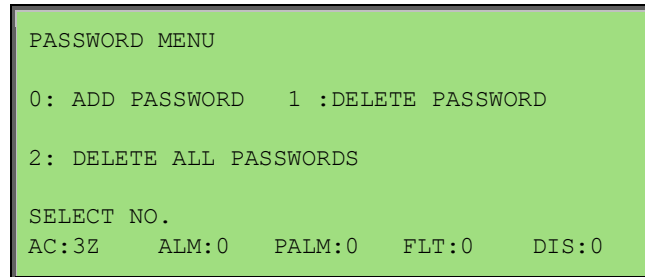 PASSWORD MENU
0: ADD PASSWORD 1 :DELETE PASSWORD
2: DELETE ALL PASSWORDS
SELECT NO.
AC:3Z ALM:0 PALM:0 FLT:0 DIS:0